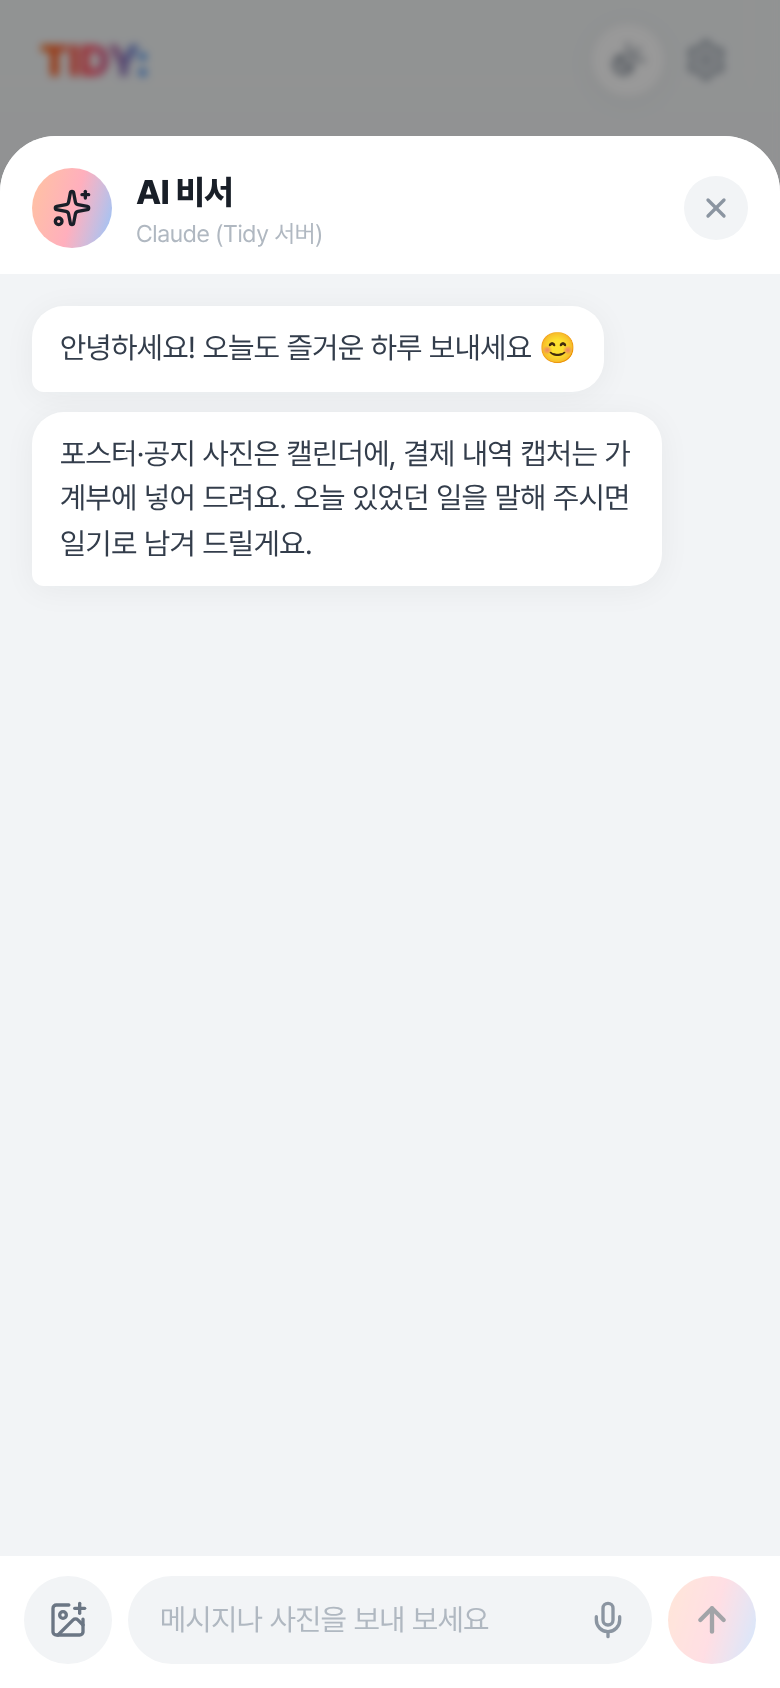 TIDY:
AI 비서
Claude (Tidy 서버)
안녕하세요! 오늘도 즐거운 하루 보내세요 😊
포스터·공지 사진은 캘린더에, 결제 내역 캡처는 가
계부에 넣어 드려요. 오늘 있었던 일을 말해 주시면
일기로 남겨 드릴게요.
메시지나 사진을 보내 보세요